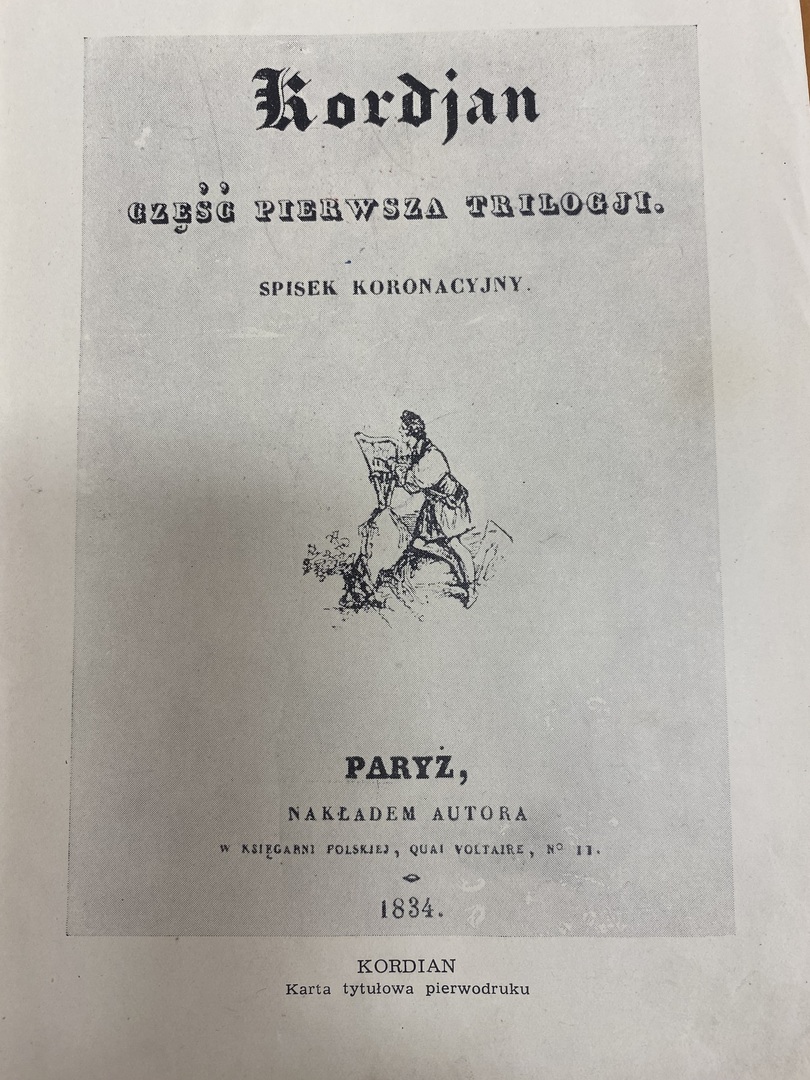 Kordjan
CZĘŚĆ PIERWSZA TRILOGJI.
SPISEK KORONACYJNY.
PARYŻ,
NAKŁADEM AUTORA
W KSIĘGARNI POLSKIEJ, QUAI VOLTAIRE, Nº 11.
1834.
KORDIAN
Karta tytułowa pierwodruku